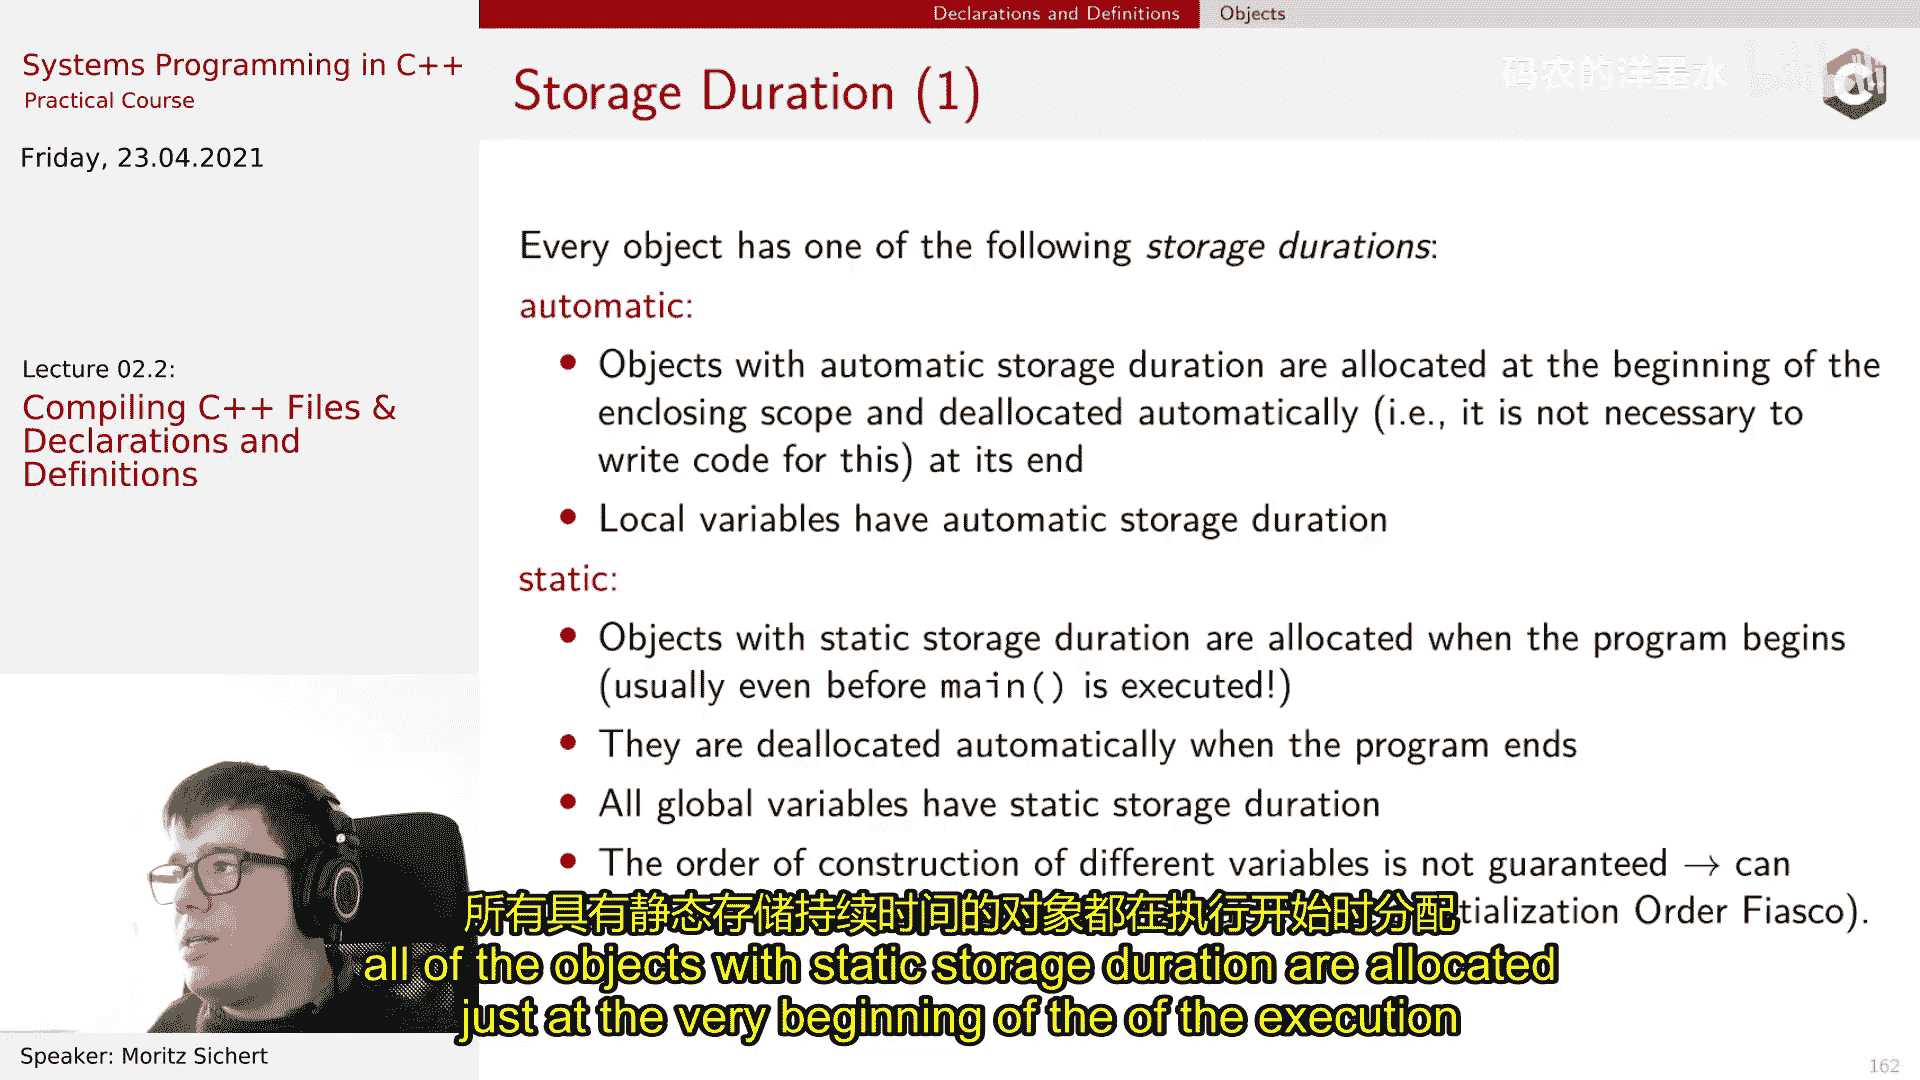 Declarations and Definitions Objects
Systems Programming in C++
Practical Course
Friday, 23.04.2021
Storage Duration (1)
码农的洋墨水
Lecture 02.2:
Compiling C++ Files &
Declarations and
Definitions
Every object has one of the following storage durations:
automatic:
• Objects with automatic storage duration are allocated at the beginning of the
enclosing scope and deallocated automatically (i.e., it is not necessary to
write code for this) at its end
• Local variables have automatic storage duration
static:
• Objects with static storage duration are allocated when the program begins
(usually even before main() is executed!)
• They are deallocated automatically when the program ends
• All global variables have static storage duration
• The order of construction of different variables is not guaranteed → can
tialization Order Fiasco).
所有具有静态存储持续时间的对象都在执行开始时分配
all of the objects with static storage duration are allocated
just at the very beginning of the of the execution
Speaker: Moritz Sichert
162